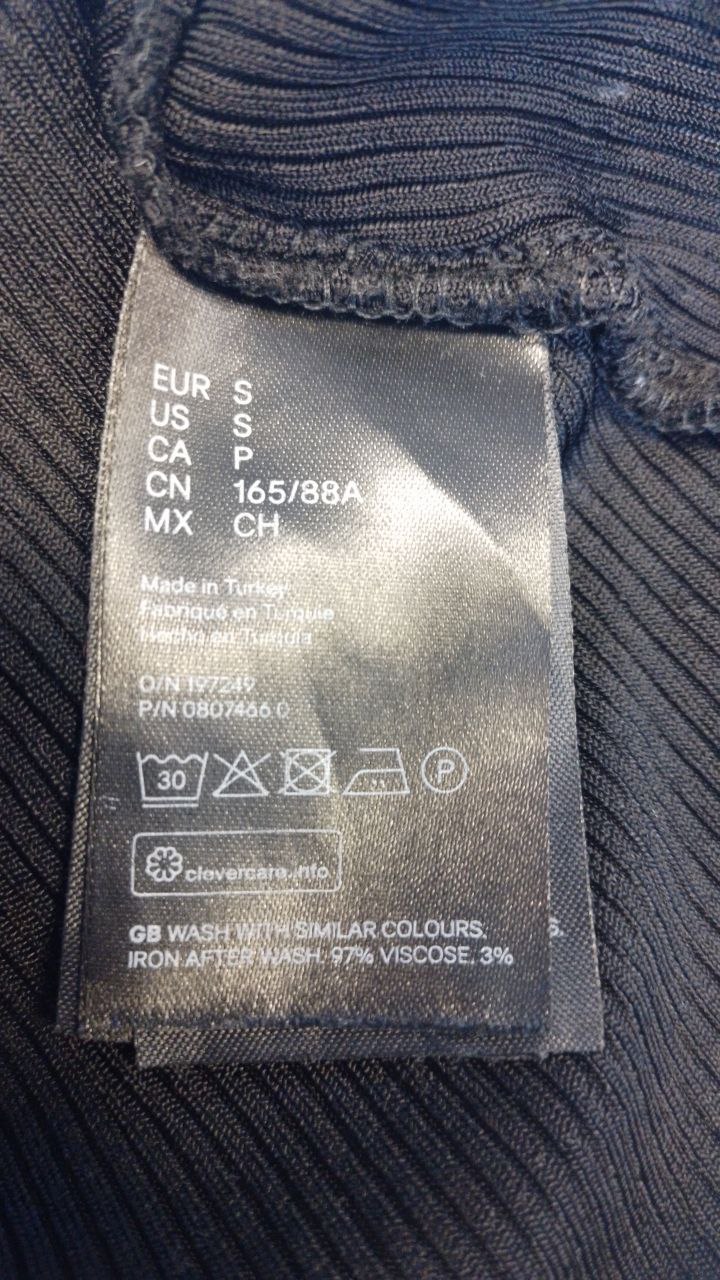 EUR S
US S
CA P
CN 165/88A
MX CH
Made in Turkey
Fabriqué en Turquie
Hecho en Turquía
O/N 197249
P/N 0807466 0
30
P
clevercare.info
GB WASH WITH SIMILAR COLOURS.
IRON AFTER WASH. 97% VISCOSE. 3%
S.